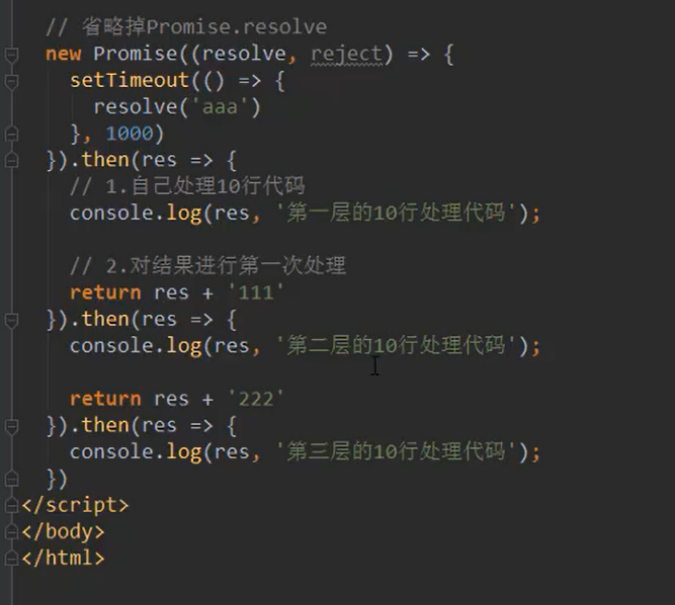 // 省略掉Promise.resolve
new Promise((resolve, reject) => {
setTimeout(() => {
resolve('aaa')
}, 1000)
}).then(res => {
// 1.自己处理10行代码
console.log(res, '第一层的10行处理代码');
// 2.对结果进行第一次处理
return res + '111'
}).then(res => {
console.log(res, '第二层的10行处理代码');
return res + '222'
}).then(res => {
console.log(res, '第三层的10行处理代码');
})
</script>
</body>
</html>